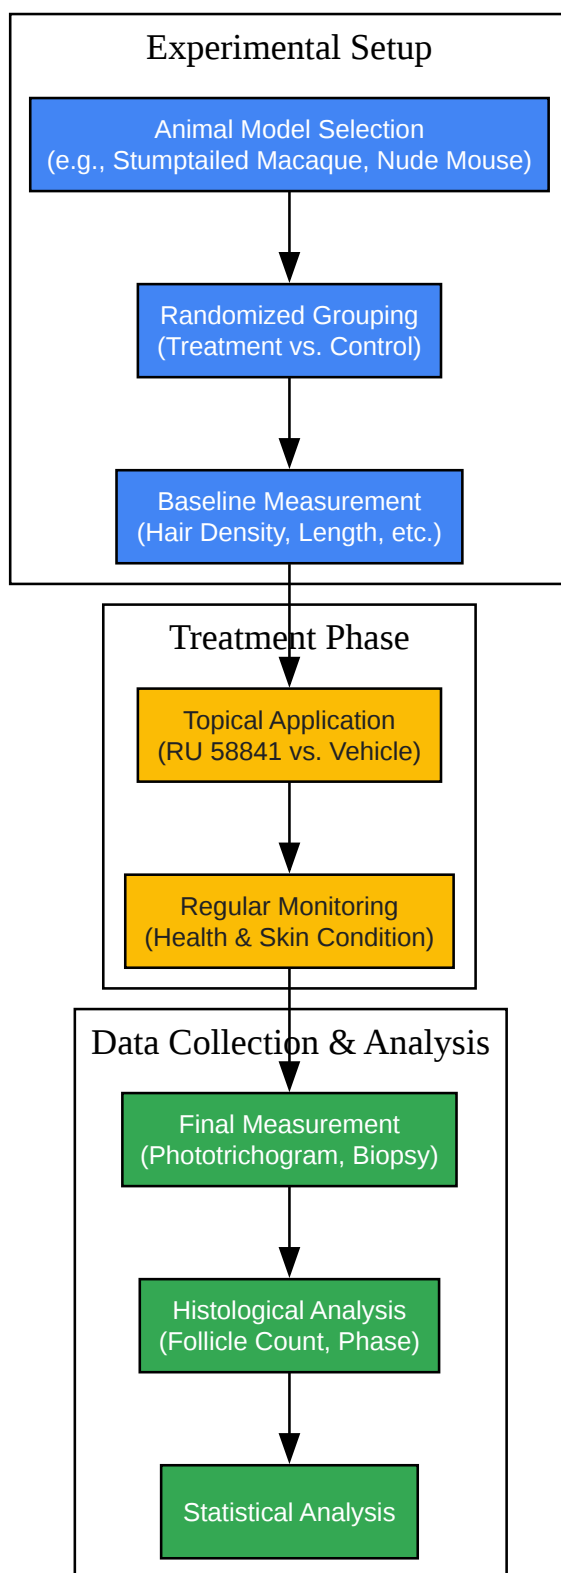 Experimental Setup
Animal Model Selection
(e.g., Stumptailed Macaque, Nude Mouse)
Randomized Grouping
(Treatment vs. Control)
Baseline Measurement
(Hair Density, Length, etc.)
Treatment Phase
Topical Application
(RU 58841 vs. Vehicle)
Regular Monitoring
(Health & Skin Condition)
Data Collection & Analysis
Final Measurement
(Phototrichogram, Biopsy)
Histological Analysis
(Follicle Count, Phase)
Statistical Analysis